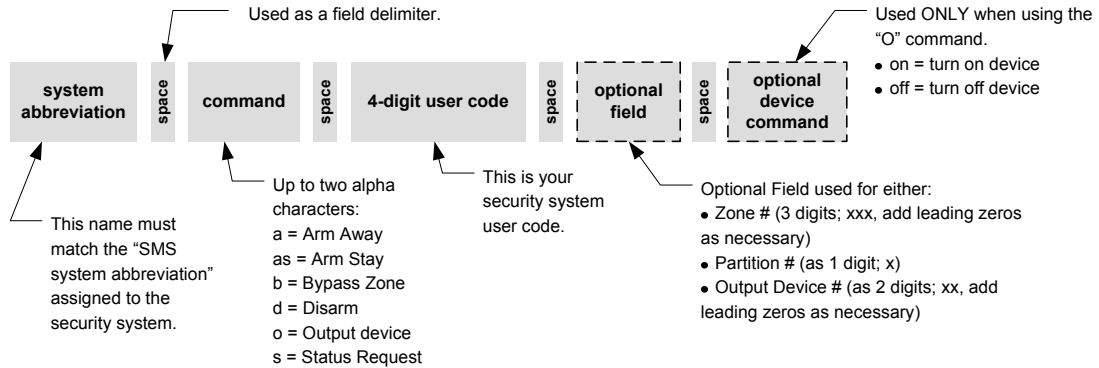 Used as a field delimiter.
Used ONLY when using the
“O” command.
• on = turn on device
• off = turn off device
system
abbreviation
space
command
space
4-digit user code
space
optional
field
space
optional
device
command
This name must
match the “SMS
system abbreviation”
assigned to the
security system.
Up to two alpha
characters:
a = Arm Away
as = Arm Stay
b = Bypass Zone
d = Disarm
o = Output device
s = Status Request
This is your
security system
user code.
Optional Field used for either:
• Zone # (3 digits; xxx, add leading zeros
as necessary)
• Partition # (as 1 digit; x)
• Output Device # (as 2 digits; xx, add
leading zeros as necessary)